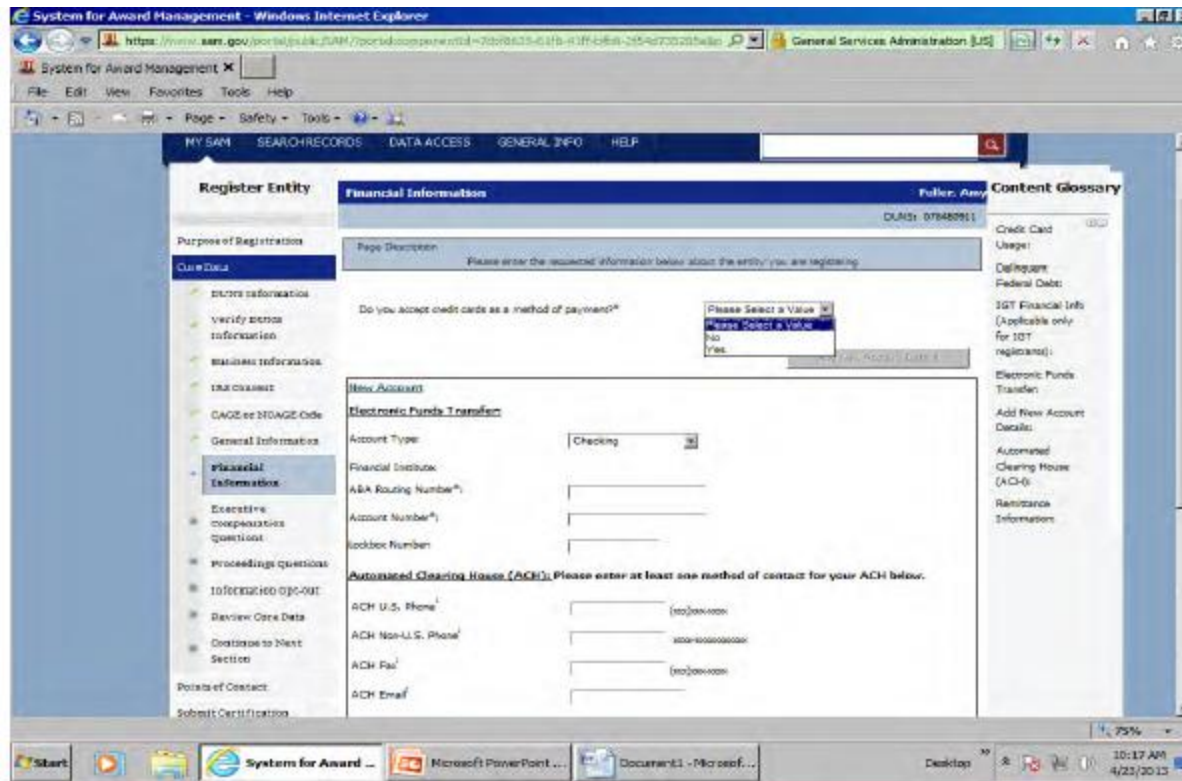 System for Award Management - Windows Internet Explorer
General Services Administration [US]
System for Award Management
File Edit View Favorites Tools Help
Page Safety Tools
MY SAM SEARCH RECORDS DATA ACCESS GENERAL INFO HELP
Register Entity
Purpose of Registration
Core Data
DUNS Information
Verify DUNS
Information
Business Information
IRS Consent
CAGE or NCAGE Code
General Information
Financial
Information
Executive
Compensation
Questions
Proceedings Questions
Information Opt-out
Review Core Data
Continue to Next
Section
Points of Contact
Submit Certification
Financial Information Fuller, Amy
DUNS:
Page Description
Please enter the requested information below about the entity you are registering
Do you accept credit cards as a method of payment?*
Please Select a Value
Please Select a Value
No
Yes
New Account
Electronic Funds Transfer:
Account Type: Checking
Financial Institute:
ABA Routing Number*:
Account Number*:
Lockbox Number:
Automated Clearing House (ACH): Please enter at least one method of contact for your ACH below.
ACH U.S. Phone
ACH Non-U.S. Phone
ACH Fax
ACH Email
Content Glossary
Credit Card
Usage:
Delinquent
Federal Debt:
IGT Financial Info
(Applicable only
for IGT
registrants):
Electronic Funds
Transfer:
Add New Account
Details:
Automated
Clearing House
(ACH):
Remittance
Information:
75%
Start
System for Award ...
Microsoft PowerPoint ...
Document1 - Microsof...
Desktop
10:17 AM
4/23/2013